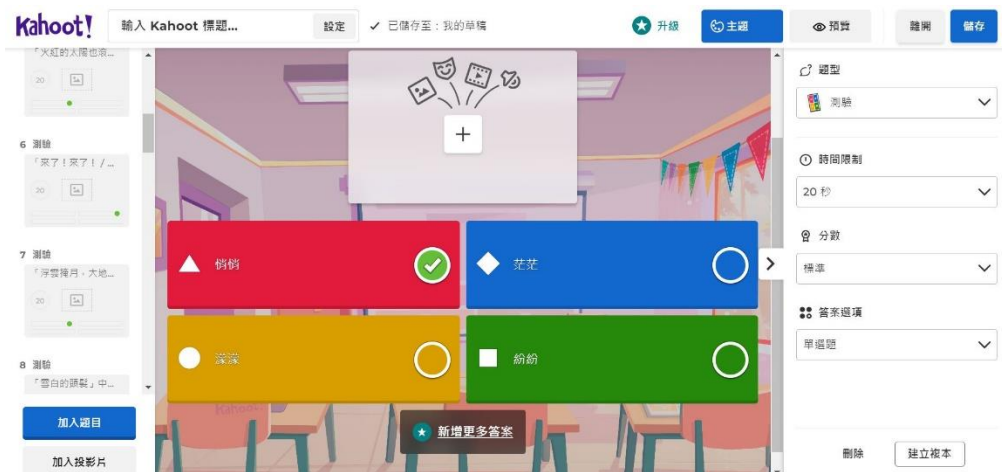 Kahoot!
輸入 Kahoot 標題...
設定
已儲存至：我的草稿
升級
主題
預覽
離開
儲存
「火紅的太陽也滾...
20
6 測驗
「來了！來了！/ ...
20
7 測驗
「浮雲掩月，大地...
20
8 測驗
「雪白的頭髮」中...
加入題目
加入投影片
悄悄
茫茫
濛濛
紛紛
Kahoot!
新增更多答案
題型
測驗
時間限制
20 秒
分數
標準
答案選項
單選題
刪除
建立複本